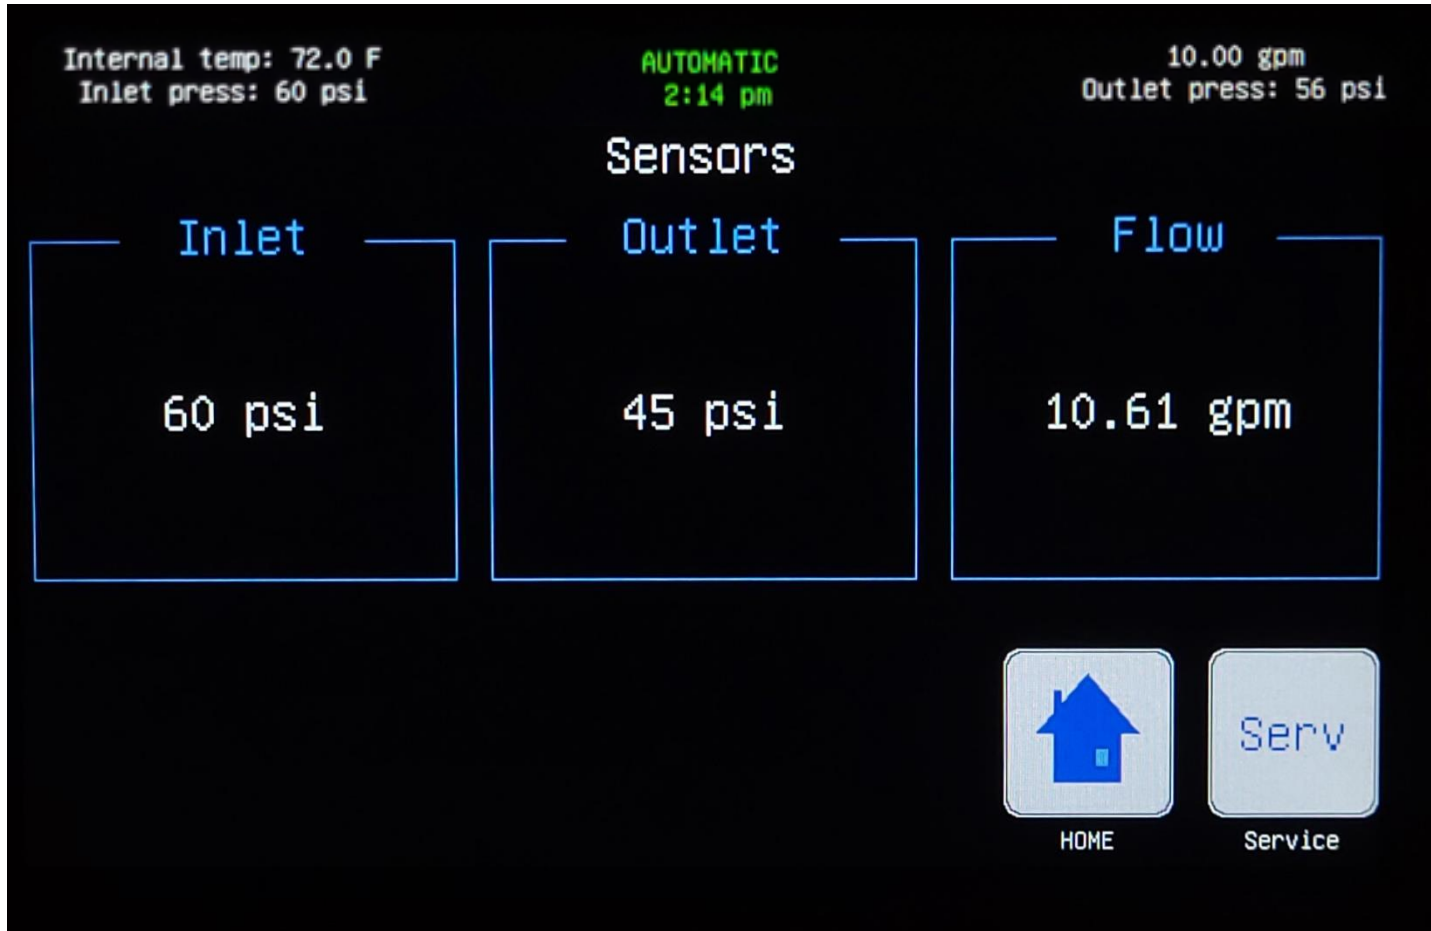 Internal temp: 72.0 F
Inlet press: 60 psi
AUTOMATIC
2:14 pm
10.00 gpm
Outlet press: 56 psi
Sensors
Inlet
Outlet
Flow
60 psi
45 psi
10.61 gpm
Serv
HOME
Service